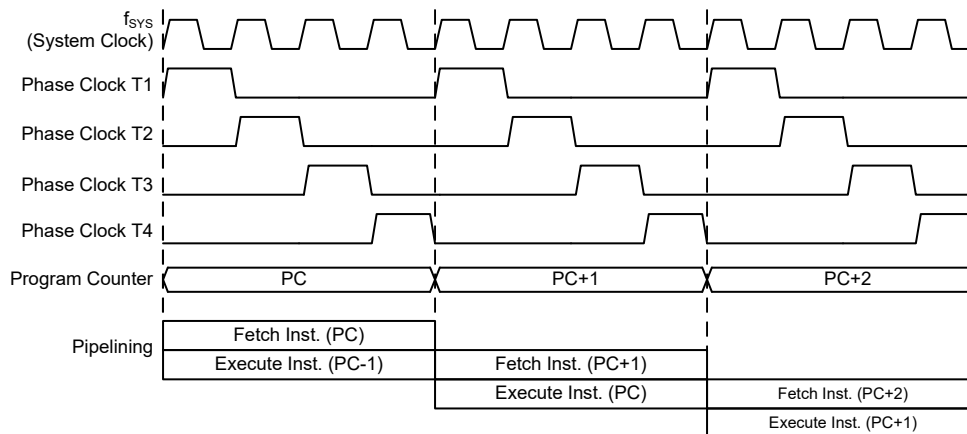 fSYS
(System Clock)
Phase Clock T1
Phase Clock T2
Phase Clock T3
Phase Clock T4
Program Counter PC PC+1 PC+2
Fetch Inst. (PC)
Pipelining
Execute Inst. (PC-1) Fetch Inst. (PC+1)
Execute Inst. (PC) Fetch Inst. (PC+2)
Execute Inst. (PC+1)